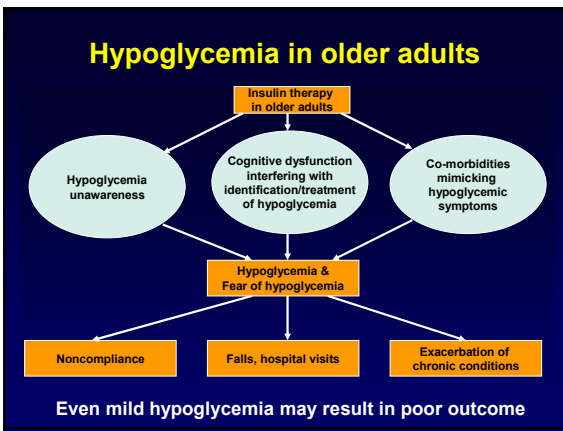 Hypoglycemia in older adults
Insulin therapy
in older adults
Hypoglycemia
unawareness
Cognitive dysfunction
interfering with
identification/treatment
of hypoglycemia
Co-morbidities
mimicking
hypoglycemic
symptoms
Hypoglycemia &
Fear of hypoglycemia
Noncompliance
Falls, hospital visits
Exacerbation of
chronic conditions
Even mild hypoglycemia may result in poor outcome